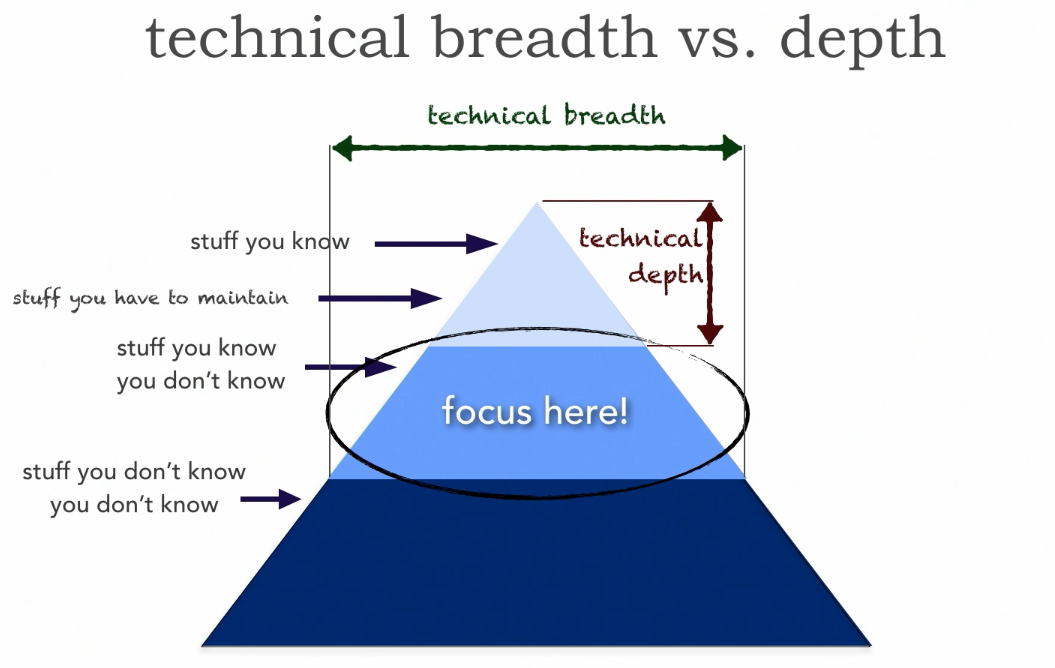 technical breadth vs. depth
technical breadth
stuff you know
technical
depth
stuff you have to maintain
stuff you know
you don't know
focus here!
stuff you don't know
you don't know